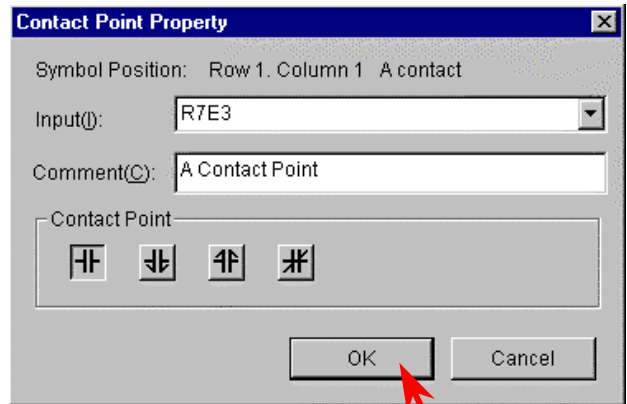 Contact Point Property
Symbol Position: Row 1. Column 1 A contact
Input(I): R7E3
Comment(C): A Contact Point
Contact Point
OK Cancel